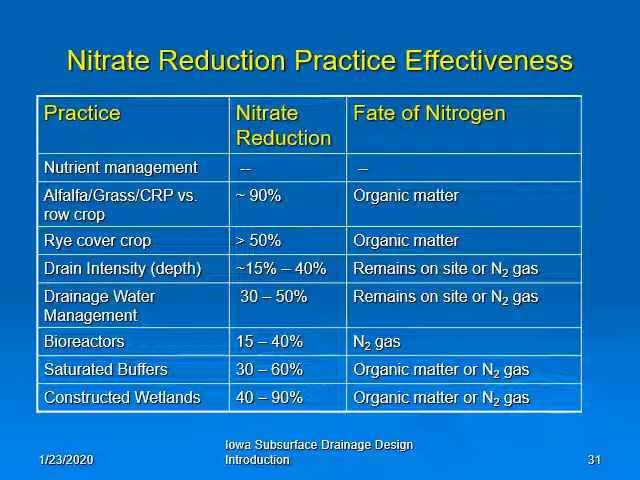 Nitrate Reduction Practice Effectiveness
Practice
Nitrate
Reduction
Fate of Nitrogen
Nutrient management
--
–
Alfalfa/Grass/CRP vs.
row crop
~ 90%
Organic matter
Rye cover crop
> 50%
Organic matter
Drain Intensity (depth)
~15% – 40%
Remains on site or N₂ gas
Drainage Water
Management
30 – 50%
Remains on site or N₂ gas
Bioreactors
15 – 40%
N₂ gas
Saturated Buffers
30 – 60%
Organic matter or N₂ gas
Constructed Wetlands
40 – 90%
Organic matter or N₂ gas
1/23/2020
Iowa Subsurface Drainage Design
Introduction
31